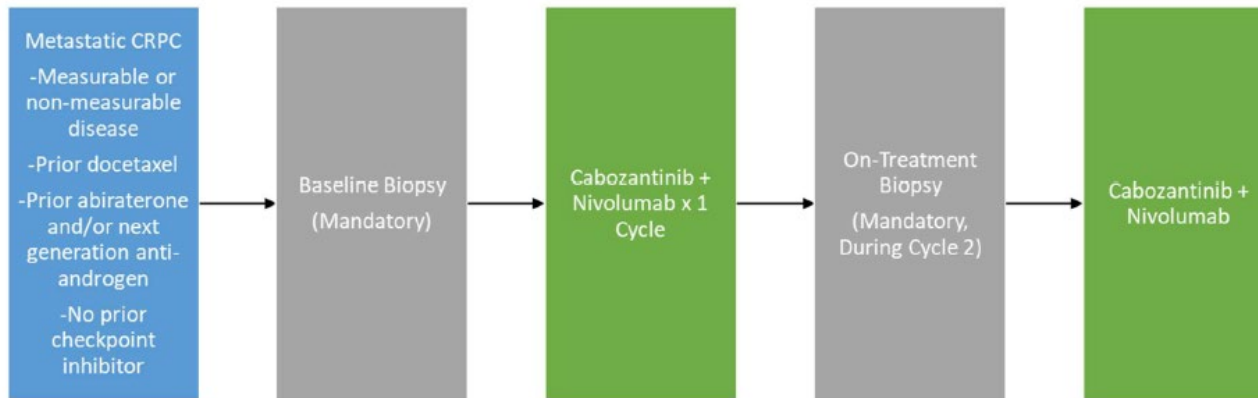 Metastatic CRPC
-Measurable or
non-measurable
disease
-Prior docetaxel
-Prior abiraterone
and/or next
generation anti-
androgen
-No prior
checkpoint
inhibitor
Baseline Biopsy
(Mandatory)
Cabozantinib +
Nivolumab x 1
Cycle
On-Treatment
Biopsy
(Mandatory,
During Cycle 2)
Cabozantinib +
Nivolumab